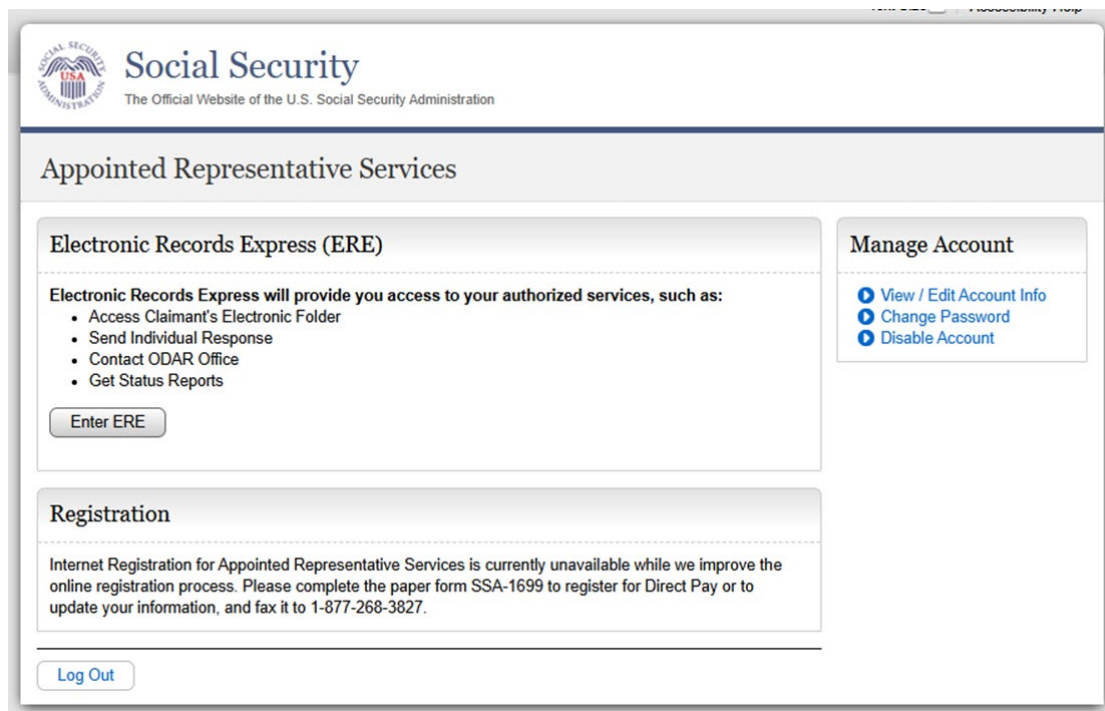 SOCIAL SECURITY ADMINISTRATION
USA
Social Security
The Official Website of the U.S. Social Security Administration
Appointed Representative Services
Electronic Records Express (ERE)
Electronic Records Express will provide you access to your authorized services, such as:
• Access Claimant's Electronic Folder
• Send Individual Response
• Contact ODAR Office
• Get Status Reports
Enter ERE
Manage Account
View / Edit Account Info
Change Password
Disable Account
Registration
Internet Registration for Appointed Representative Services is currently unavailable while we improve the
online registration process. Please complete the paper form SSA-1699 to register for Direct Pay or to
update your information, and fax it to 1-877-268-3827.
Log Out